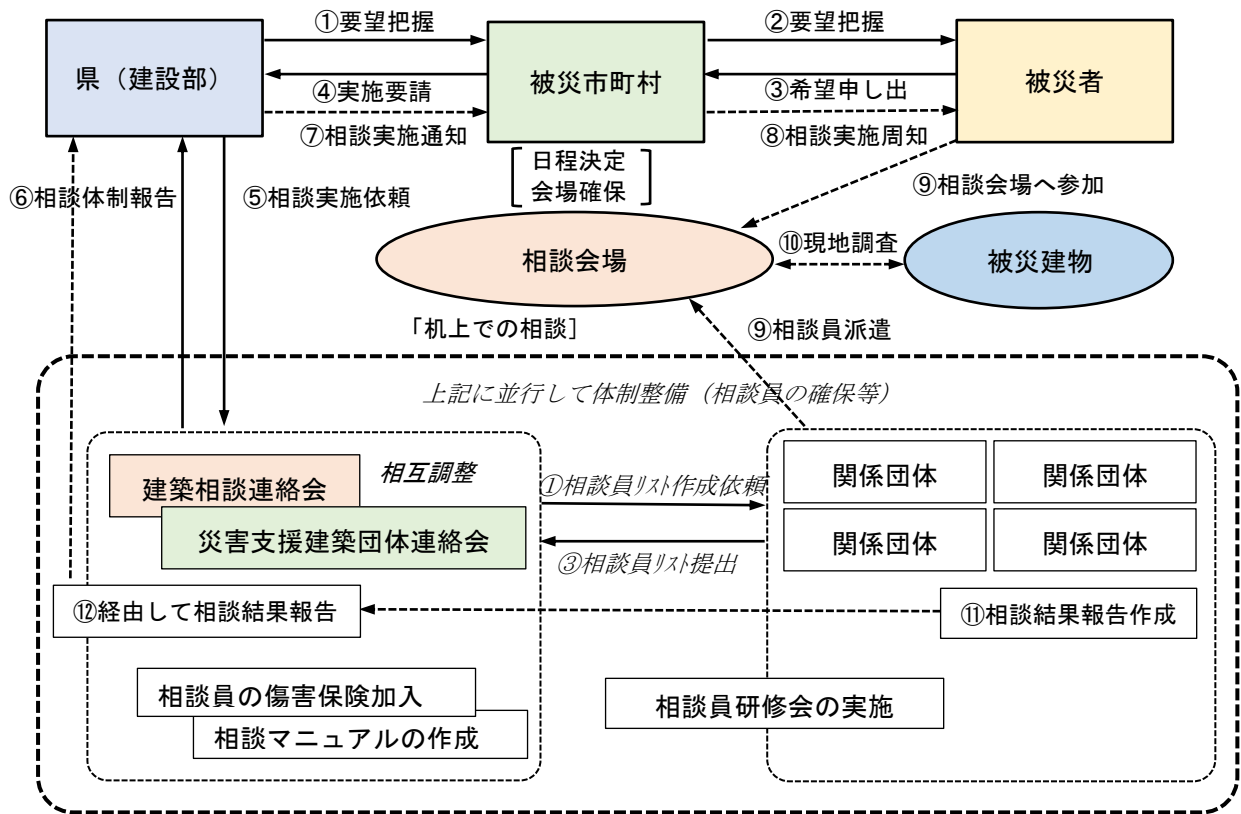 ①要望把握
②要望把握
県（建設部）
被災市町村
被災者
④実施要請
③希望申し出
⑦相談実施通知
⑧相談実施周知
日程決定
会場確保
⑥相談体制報告
⑤相談実施依頼
⑨相談会場へ参加
相談会場
⑩現地調査
被災建物
「机上での相談］
⑨相談員派遣
上記に並行して体制整備（相談員の確保等）
建築相談連絡会
相互調整
災害支援建築団体連絡会
①相談員ﾘｽﾄ作成依頼
③相談員ﾘｽﾄ提出
関係団体
関係団体
関係団体
関係団体
⑫経由して相談結果報告
⑪相談結果報告作成
相談員の傷害保険加入
相談マニュアルの作成
相談員研修会の実施